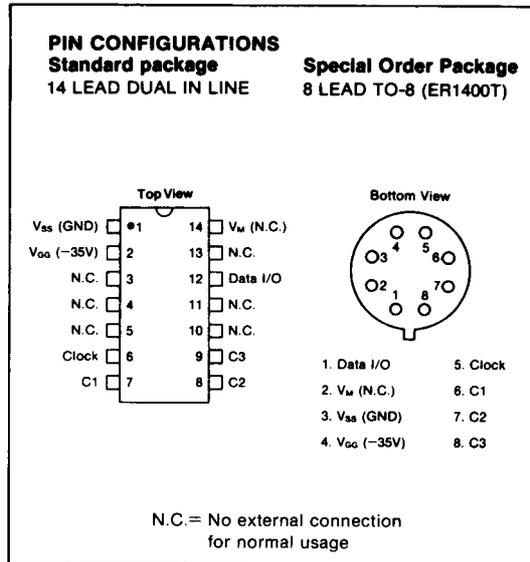 PIN CONFIGURATIONS
Standard package
14 LEAD DUAL IN LINE
Special Order Package
8 LEAD TO-8 (ER1400T)
Top View
VSS (GND) 1 14 VM (N.C.)
VGG (−35V) 2 13 N.C.
N.C. 3 12 Data I/O
N.C. 4 11 N.C.
N.C. 5 10 N.C.
Clock 6 9 C3
C1 7 8 C2
Bottom View
4 5
3 6
2 7
1 8
1. Data I/O 5. Clock
2. VM (N.C.) 6. C1
3. VSS (GND) 7. C2
4. VGG (−35V) 8. C3
N.C.= No external connection
for normal usage